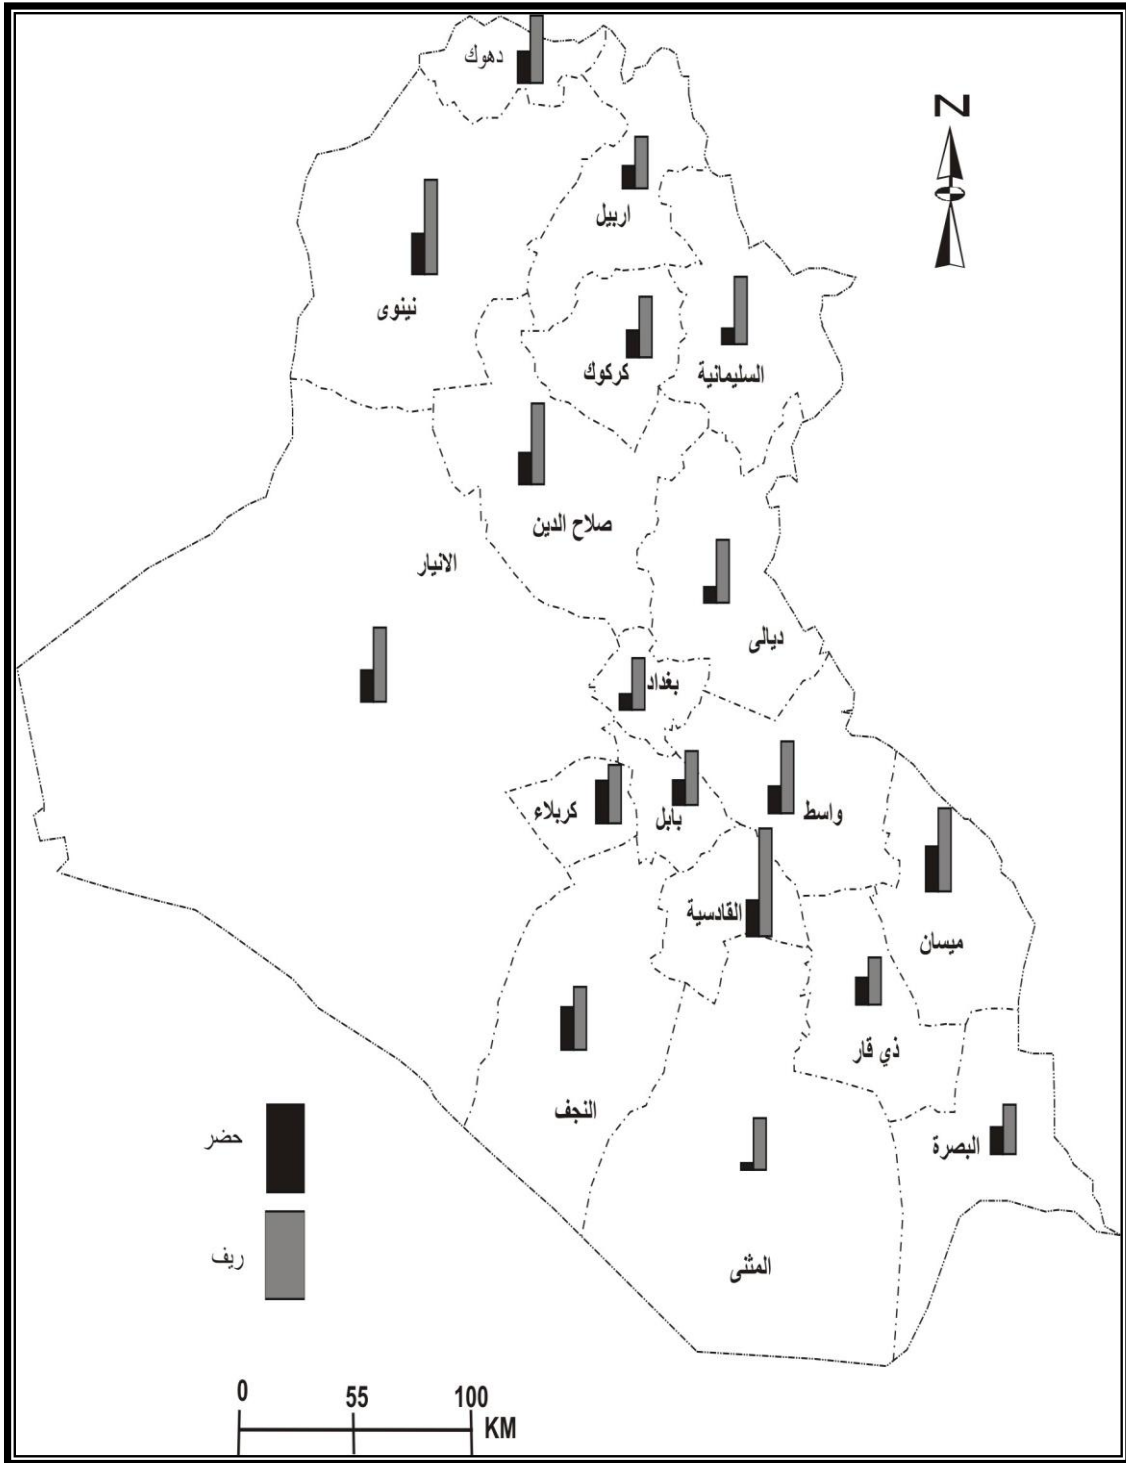 دهوك
N
اربيل
نينوى
كركوك
السليمانية
صلاح الدين
الانيار
ديالى
بغداد
كربلاء
بابل
واسط
القادسية
ميسان
ذي قار
النجف
البصرة
حضر
ريف
المثنى
0 55 100
KM